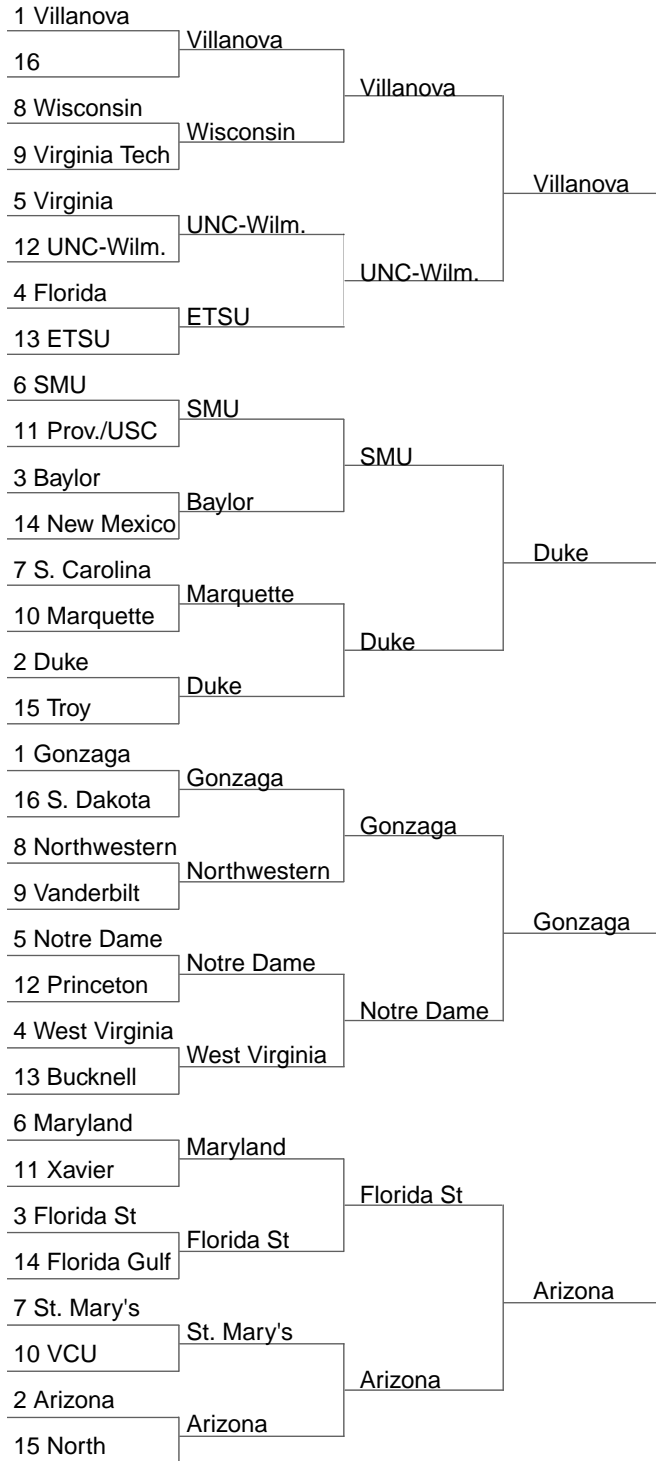 1 Villanova
16
8 Wisconsin
9 Virginia Tech
5 Virginia
12 UNC-Wilm.
4 Florida
13 ETSU
6 SMU
11 Prov./USC
3 Baylor
14 New Mexico
7 S. Carolina
10 Marquette
2 Duke
15 Troy
1 Gonzaga
16 S. Dakota
8 Northwestern
9 Vanderbilt
5 Notre Dame
12 Princeton
4 West Virginia
13 Bucknell
6 Maryland
11 Xavier
3 Florida St
14 Florida Gulf
7 St. Mary's
10 VCU
2 Arizona
15 North
Villanova
Wisconsin
UNC-Wilm.
ETSU
SMU
Baylor
Marquette
Duke
Gonzaga
Northwestern
Notre Dame
West Virginia
Maryland
Florida St
St. Mary's
Arizona
Villanova
UNC-Wilm.
SMU
Duke
Gonzaga
Notre Dame
Florida St
Arizona
Villanova
Duke
Gonzaga
Arizona